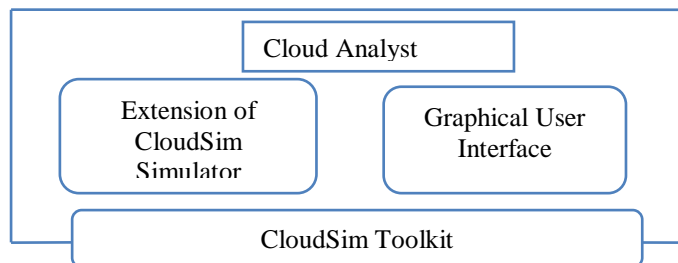 Cloud Analyst
Extension of
CloudSim
Simulator
Graphical User
Interface
CloudSim Toolkit